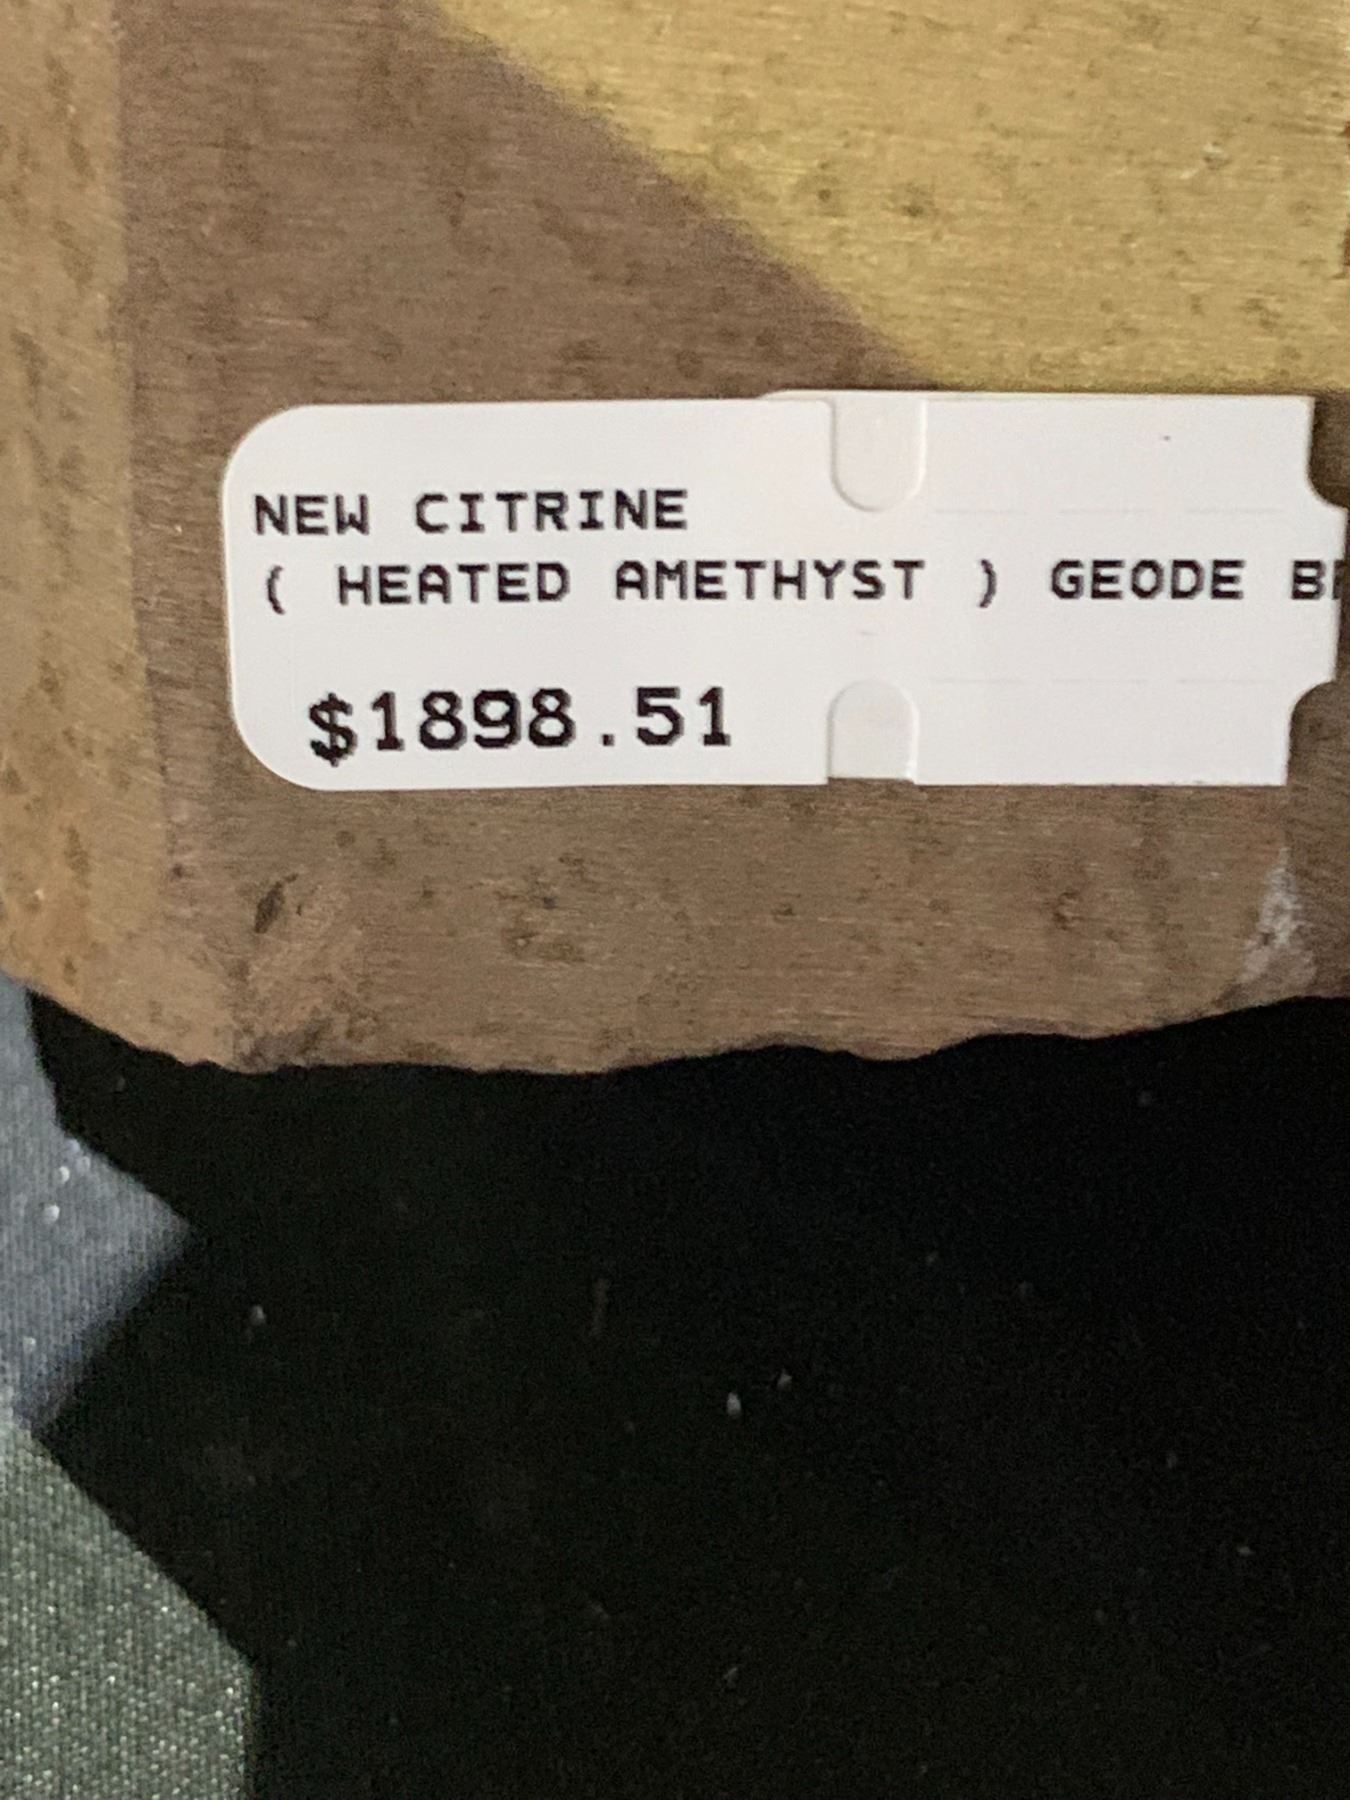 NEW CITRINE
( HEATED AMETHYST ) GEODE
$1898.51